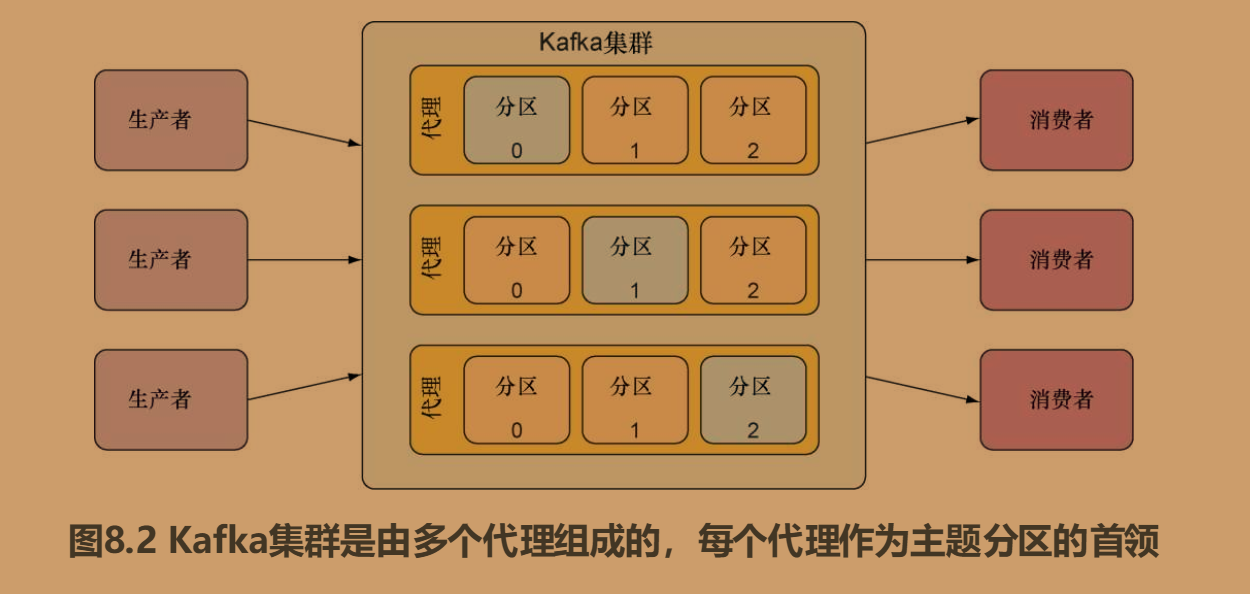 Kafka集群
生产者
代理
分区
0
分区
1
分区
2
消费者
生产者
代理
分区
0
分区
1
分区
2
消费者
生产者
代理
分区
0
分区
1
分区
2
消费者
图8.2 Kafka集群是由多个代理组成的，每个代理作为主题分区的首领